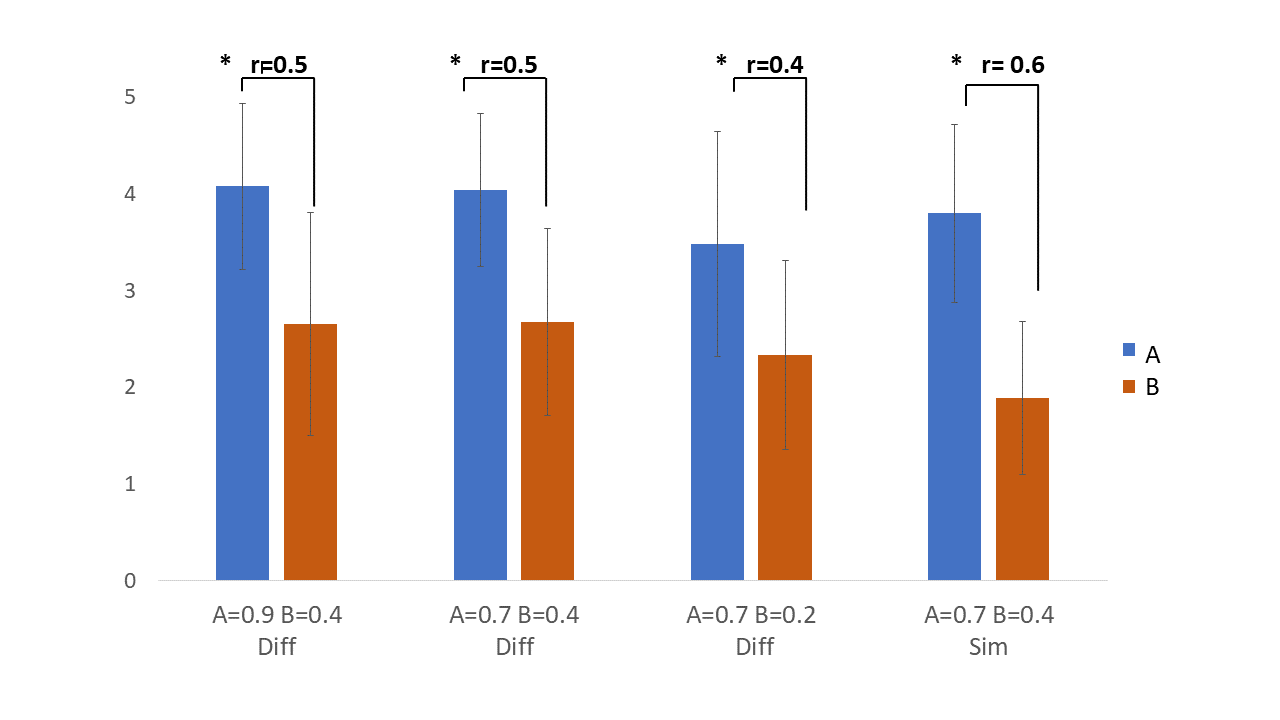 * r=0.5
* r=0.5
* r=0.4
* r= 0.6
5
4
3
2
1
0
A
B
A=0.9 B=0.4
Diff
A=0.7 B=0.4
Diff
A=0.7 B=0.2
Diff
A=0.7 B=0.4
Sim